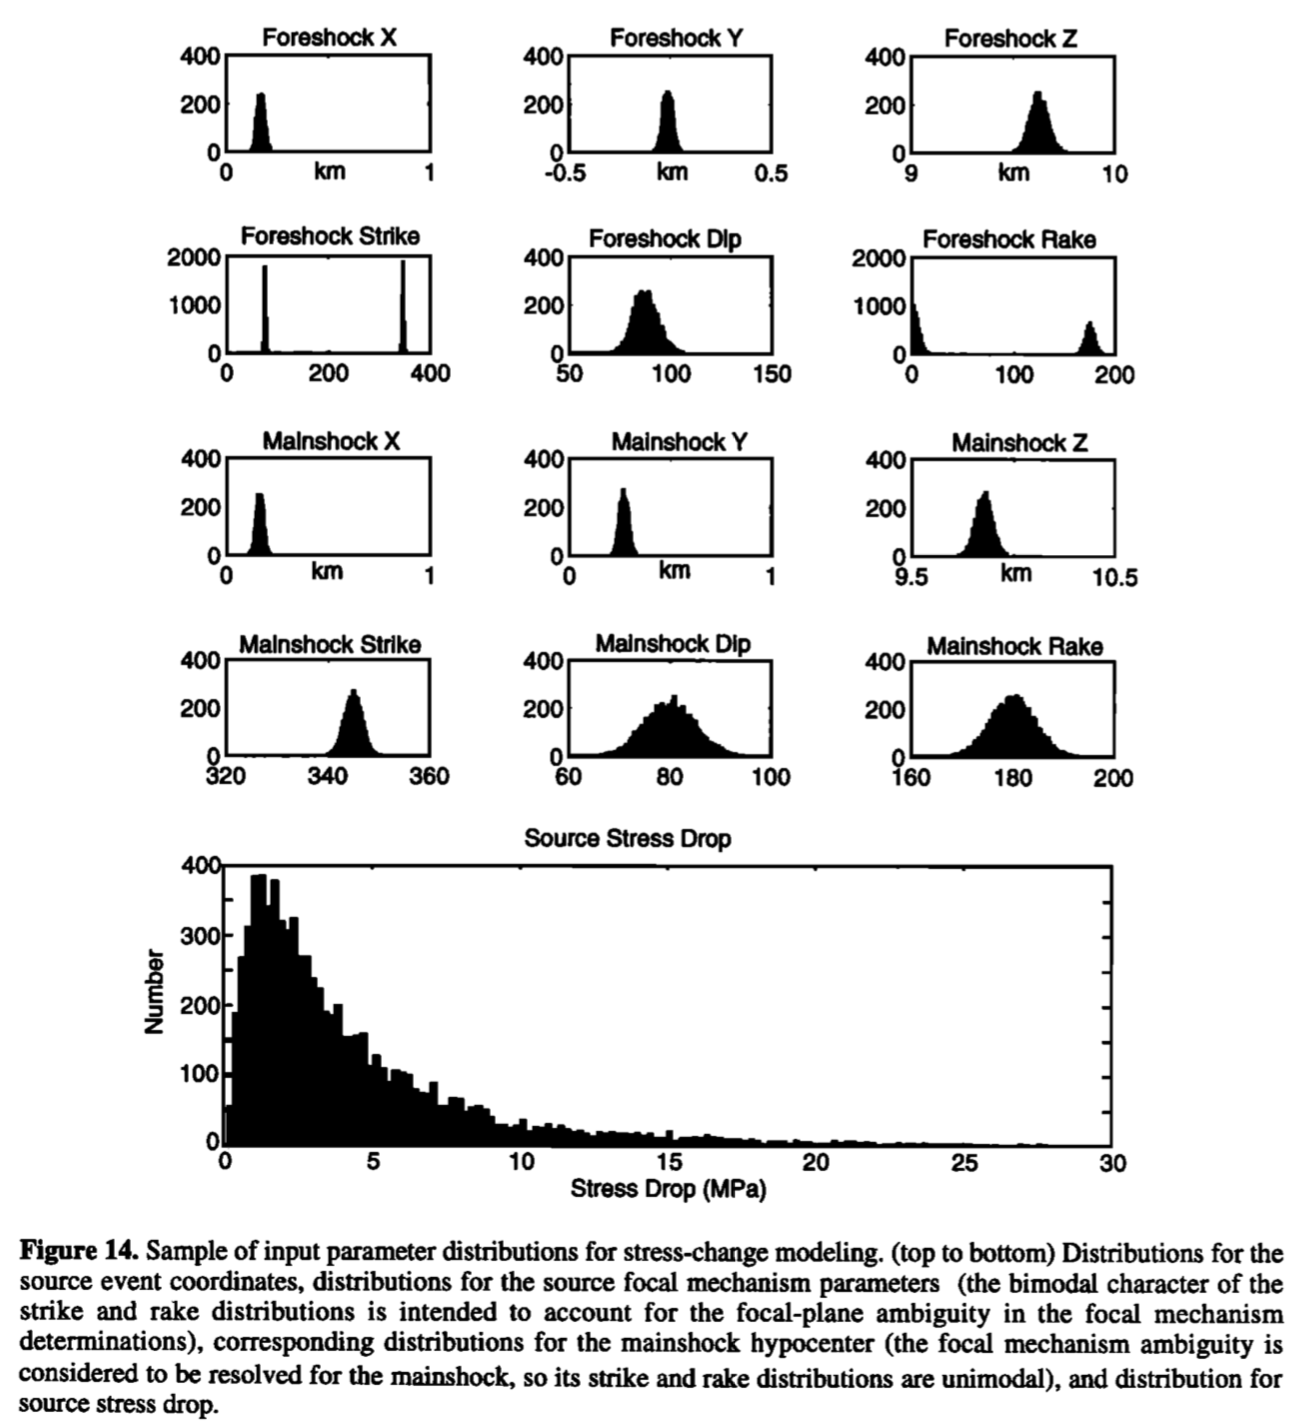 Foreshock X Foreshock Y Foreshock Z
400 400 400
200 200 200
0 0 0
0 km 1 -0.5 km 0.5 9 km 10
Foreshock Strike Foreshock Dip Foreshock Rake
2000 400 2000
1000 200 1000
0 0 0
0 200 400 50 100 150 0 100 200
Mainshock X Mainshock Y Mainshock Z
400 400 400
200 200 200
0 0 0
0 km 1 0 km 1 9.5 km 10.5
Mainshock Strike Mainshock Dip Mainshock Rake
400 400 400
200 200 200
0 0 0
320 340 360 60 80 100 160 180 200
Source Stress Drop
400
300
200
100
0
Number
0 5 10 15 20 25 30
Stress Drop (MPa)
Figure 14. Sample of input parameter distributions for stress-change modeling. (top to bottom) Distributions for the
source event coordinates, distributions for the source focal mechanism parameters (the bimodal character of the
strike and rake distributions is intended to account for the focal-plane ambiguity in the focal mechanism
determinations), corresponding distributions for the mainshock hypocenter (the focal mechanism ambiguity is
considered to be resolved for the mainshock, so its strike and rake distributions are unimodal), and distribution for
source stress drop.